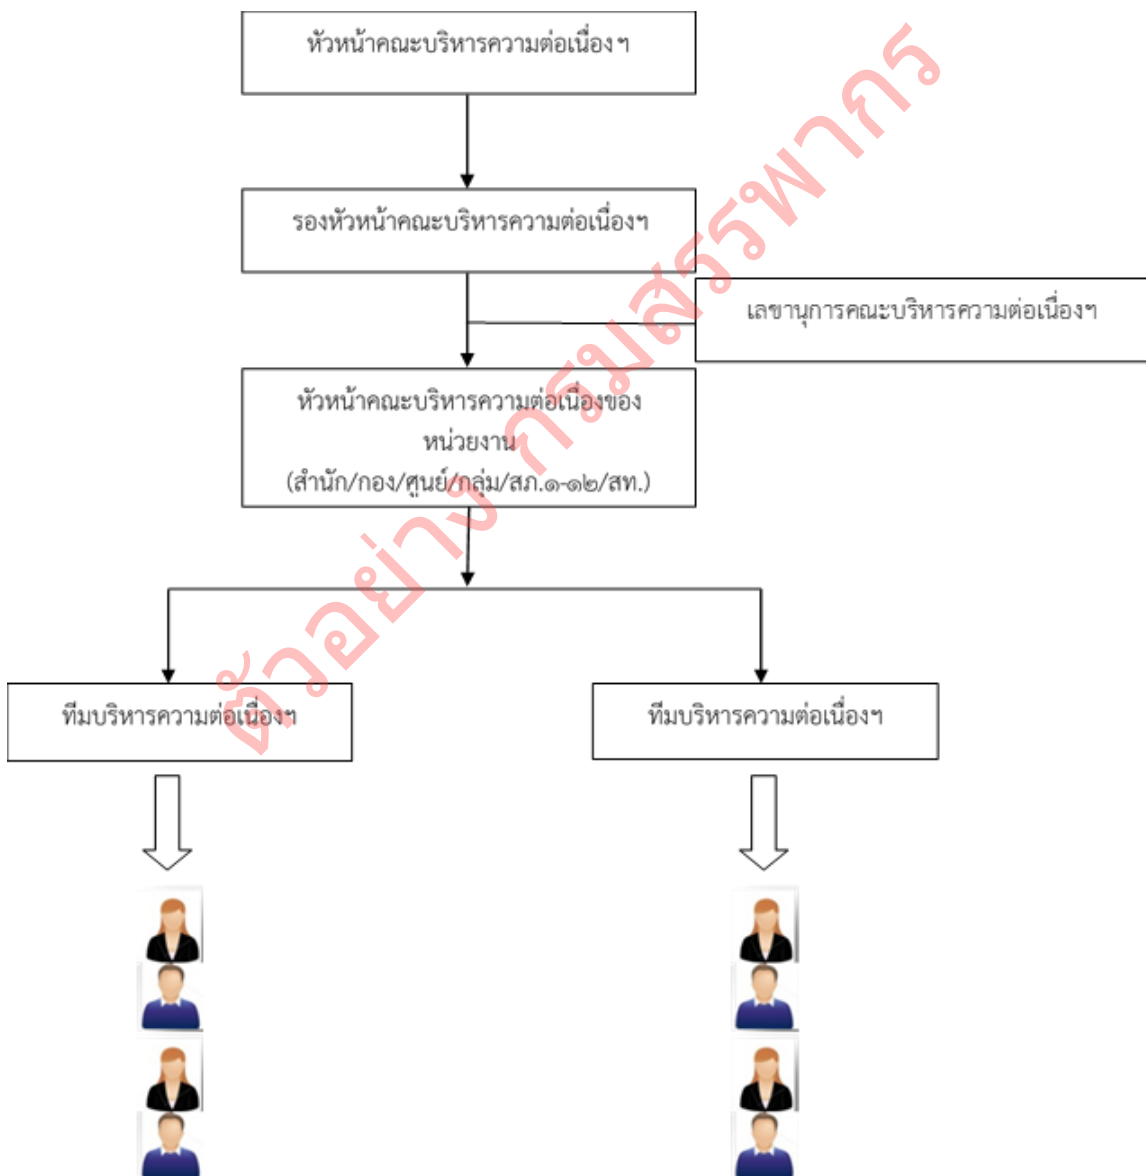 หัวหน้าคณะบริหารความต่อเนื่องฯ
รองหัวหน้าคณะบริหารความต่อเนื่องฯ
เลขานุการคณะบริหารความต่อเนื่องฯ
หัวหน้าคณะบริหารความต่อเนื่องของ
หน่วยงาน
(สำนัก/กอง/ศูนย์/กลุ่ม/สภ.๑-๑๒/สท.)
ทีมบริหารความต่อเนื่องฯ
ทีมบริหารความต่อเนื่องฯ
ตัวอย่าง กรมสรรพากร